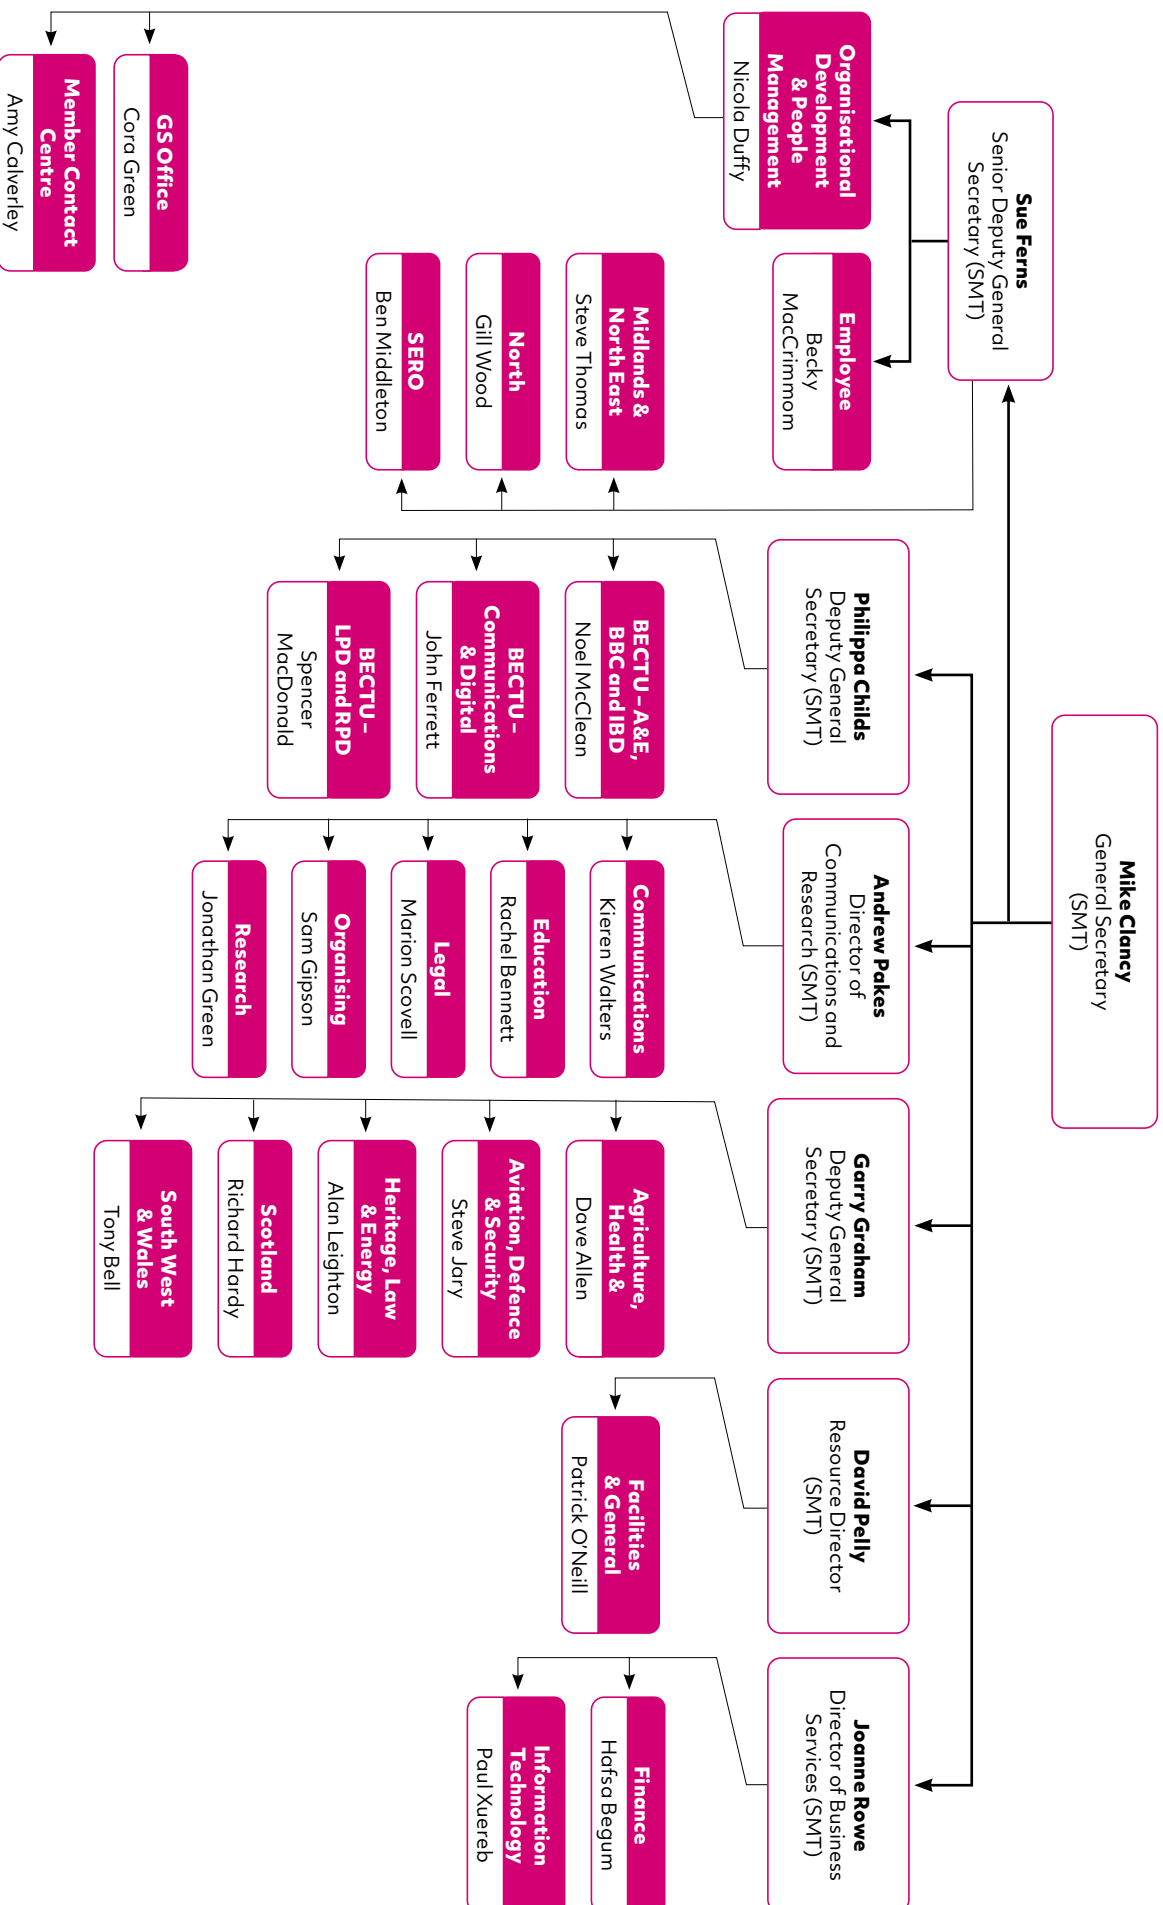 Mike Clancy
General Secretary
(SMT)
Sue Ferns
Senior Deputy General
Secretary (SMT)
Organisational
Development
& People
Management
Nicola Duffy
Employee
Becky
MacCrimmom
GS Office
Cora Green
Member Contact
Centre
Amy Calverley
Midlands &
North East
Steve Thomas
North
Gill Wood
SERO
Ben Middleton
Philippa Childs
Deputy General
Secretary (SMT)
BECTU – A&E,
BBC and IBD
Noel McClean
BECTU –
Communications
& Digital
John Ferrett
BECTU –
LPD and RPD
Spencer
MacDonald
Andrew Pakes
Director of
Communications and
Research (SMT)
Communications
Kieren Walters
Education
Rachel Bennett
Legal
Marion Scovell
Organising
Sam Gipson
Research
Jonathan Green
Garry Graham
Deputy General
Secretary (SMT)
Agriculture,
Health &
Dave Allen
Aviation, Defence
& Security
Steve Jary
Heritage, Law
& Energy
Alan Leighton
Scotland
Richard Hardy
South West
& Wales
Tony Bell
David Pelly
Resource Director
(SMT)
Facilities
& General
Patrick O’Neill
Joanne Rowe
Director of Business
Services (SMT)
Finance
Hafsa Begum
Information
Technology
Paul Xuereb